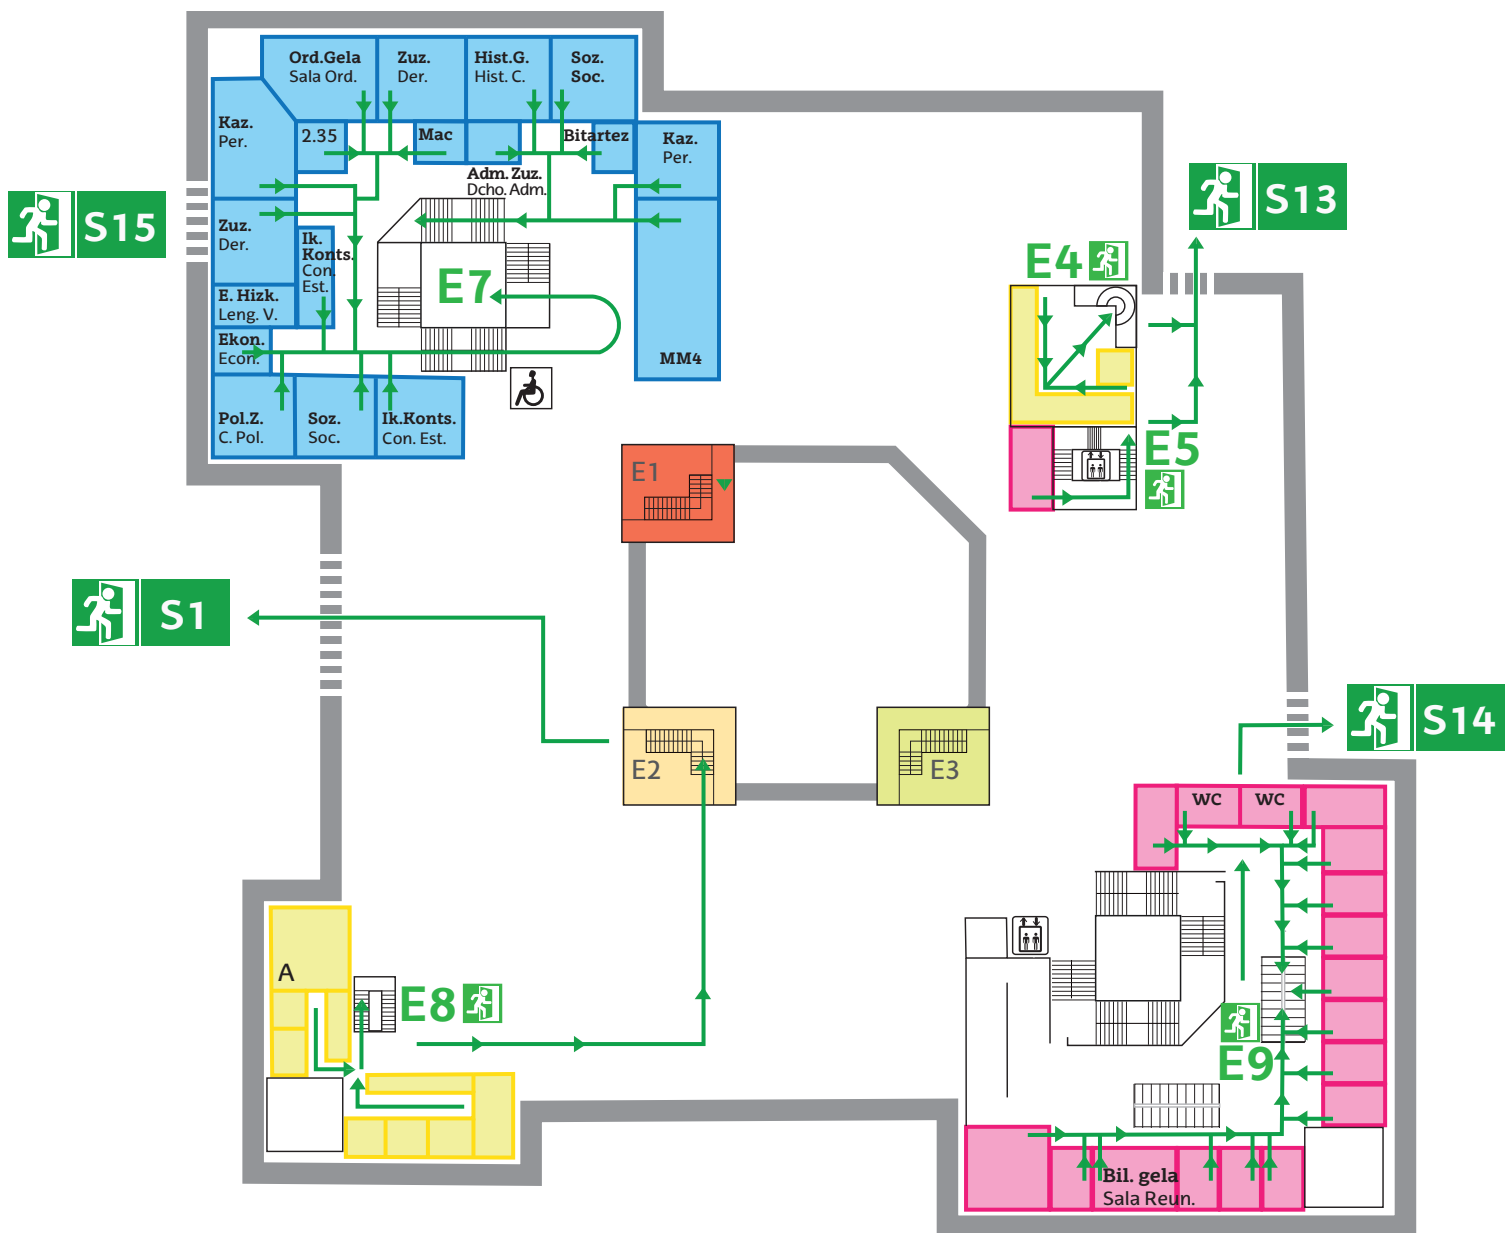 Ord.Gela
Sala Ord.
Zuz.
Der.
Hist.G.
Hist. C.
Soz.
Soc.
Kaz.
Per.
2.35
Mac
Bitartez
Kaz.
Per.
Adm. Zuz.
Dcho. Adm.
S15
S13
Zuz.
Der.
Ik.
Konts.
Con.
Est.
E7
E4
E. Hizk.
Leng. V.
Ekon.
Econ.
MM4
Pol.Z.
C. Pol.
Soz.
Soc.
Ik.Konts.
Con. Est.
E5
E1
S1
S14
E2
E3
WC
WC
A
E8
E9
Bil. gela
Sala Reun.